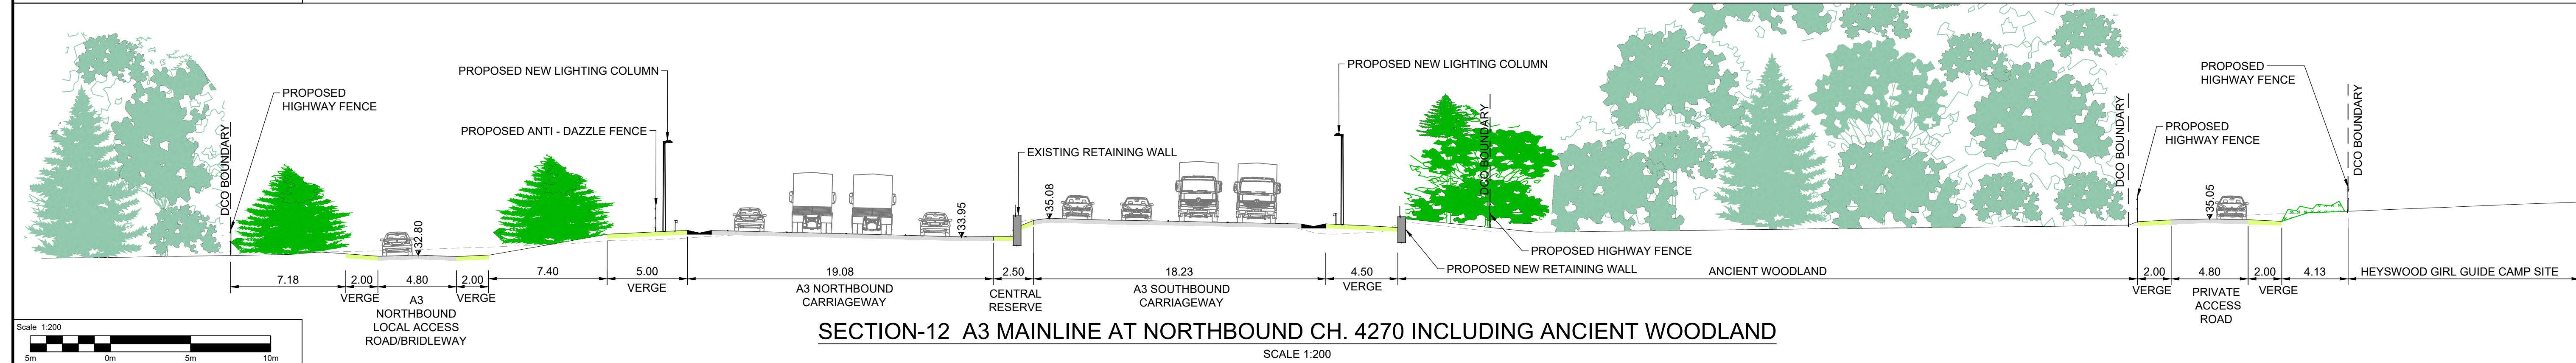 PROPOSED
HIGHWAY FENCE
DCO BOUNDARY
PROPOSED NEW LIGHTING COLUMN
PROPOSED ANTI - DAZZLE FENCE
EXISTING RETAINING WALL
PROPOSED NEW LIGHTING COLUMN
DCO BOUNDARY
PROPOSED HIGHWAY FENCE
PROPOSED NEW RETAINING WALL
DCO BOUNDARY
PROPOSED
HIGHWAY FENCE
PROPOSED
HIGHWAY FENCE
DCO BOUNDARY
32.80
33.95
35.08
35.05
7.18
2.00
VERGE
4.80
A3
NORTHBOUND
LOCAL ACCESS
ROAD/BRIDLEWAY
2.00
VERGE
7.40
5.00
VERGE
19.08
A3 NORTHBOUND
CARRIAGEWAY
2.50
CENTRAL
RESERVE
18.23
A3 SOUTHBOUND
CARRIAGEWAY
4.50
VERGE
ANCIENT WOODLAND
2.00
VERGE
4.80
PRIVATE
ACCESS
ROAD
2.00
VERGE
4.13
HEYSWOOD GIRL GUIDE CAMP SITE
Scale 1:200
5m 0m 5m 10m
SECTION-12 A3 MAINLINE AT NORTHBOUND CH. 4270 INCLUDING ANCIENT WOODLAND
SCALE 1:200